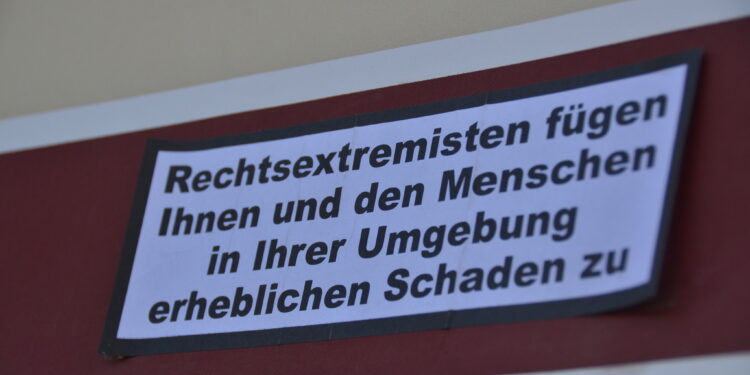 Rechtsextremisten fügen
Ihnen und den Menschen
in Ihrer Umgebung
erheblichen Schaden zu